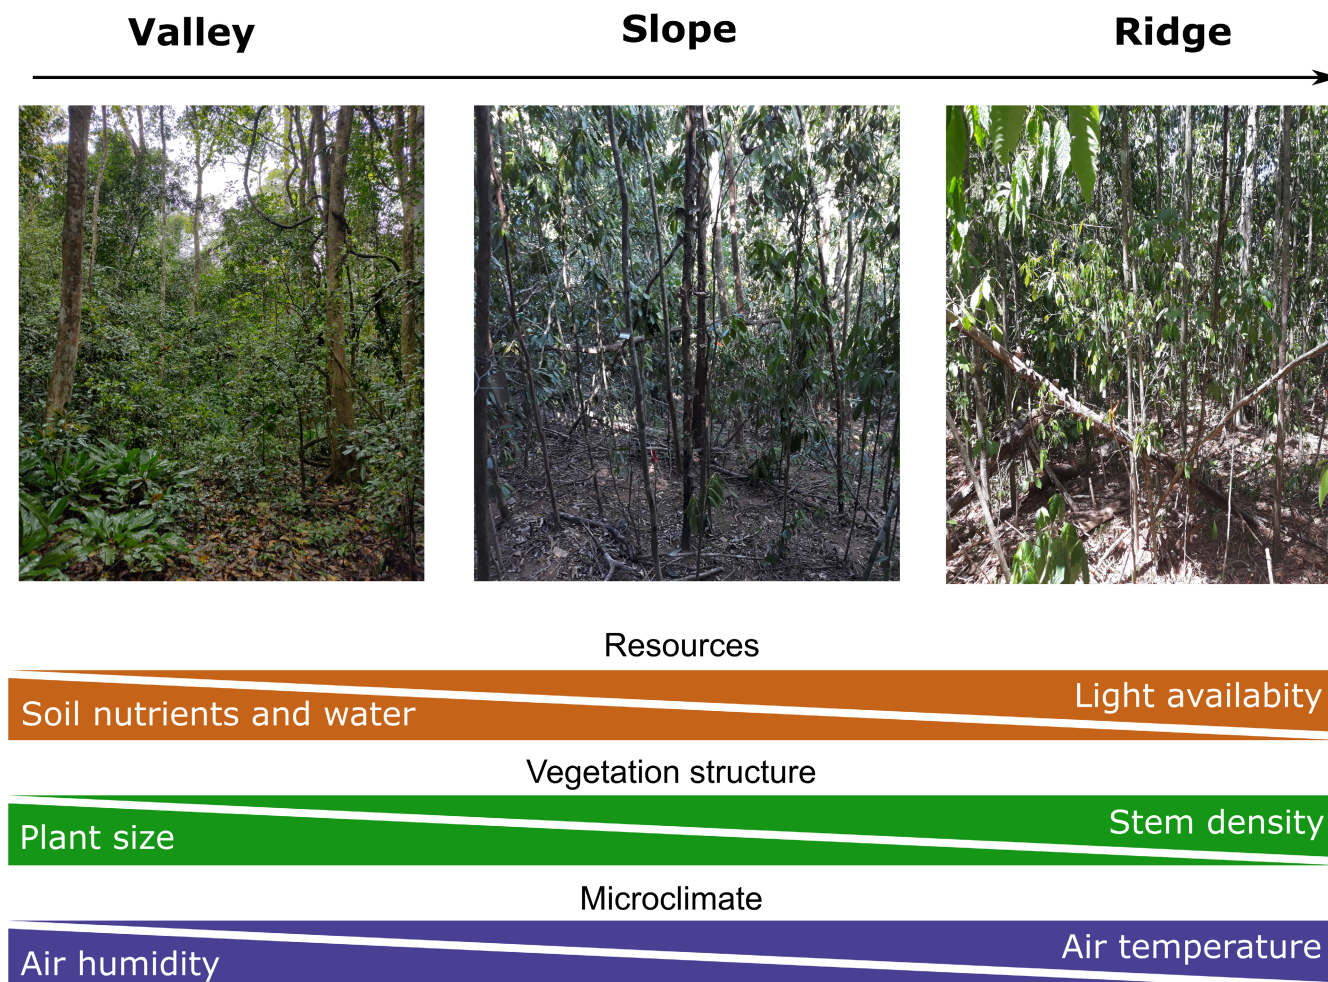 Valley
Slope
Ridge
Resources
Soil nutrients and water
Light availabity
Vegetation structure
Plant size
Stem density
Microclimate
Air humidity
Air temperature